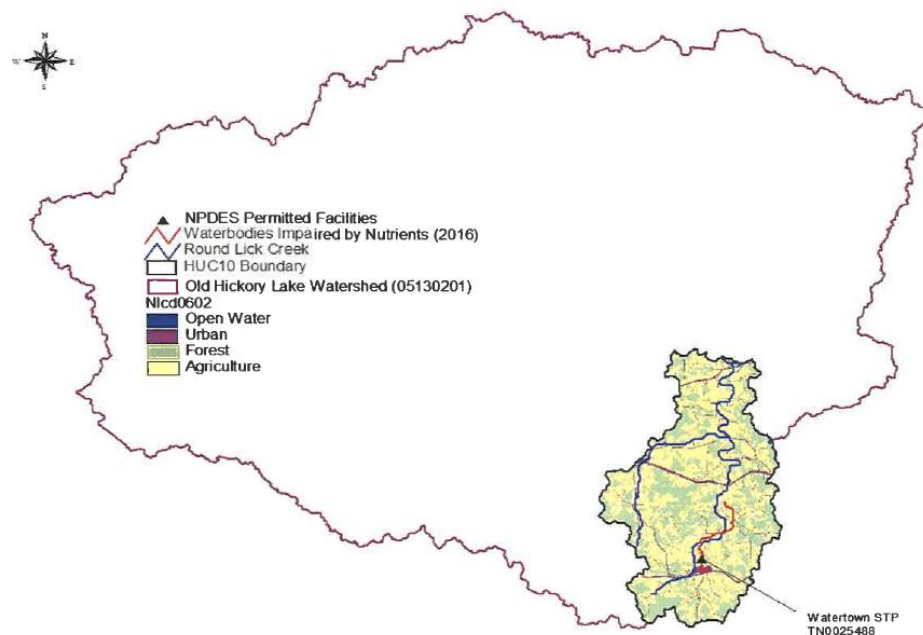 N
W E
S
NPDES Permitted Facilities
Waterbodies Impaired by Nutrients (2016)
Round Lick Creek
HUC10 Boundary
Old Hickory Lake Watershed (05130201)
Nlcd0602
Open Water
Urban
Forest
Agriculture
Watertown STP
TN0025488